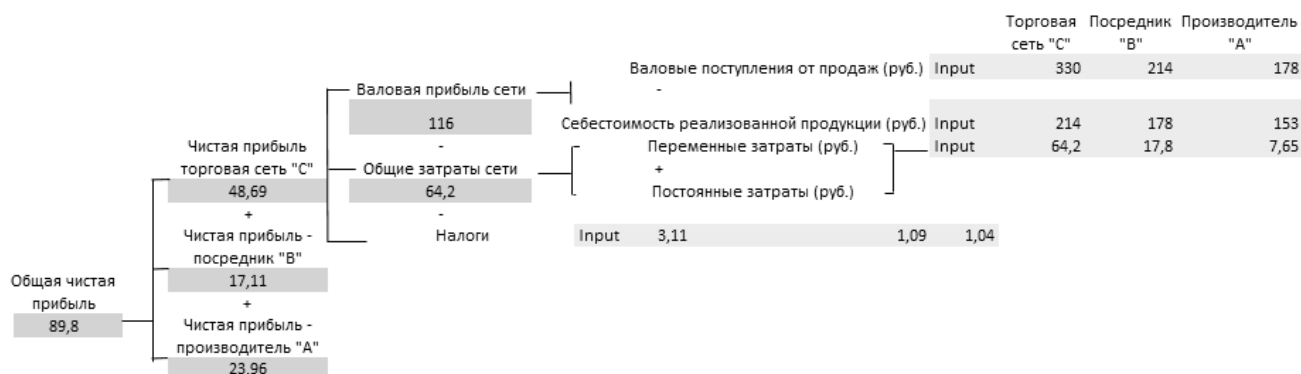 Торговая Посредник Производитель
сеть "С" "В" "А"
Валовые поступления от продаж (руб.) Input 330 214 178
Валовая прибыль сети -
116 Себестоимость реализованной продукции (руб.) Input 214 178 153
Чистая прибыль - Переменные затраты (руб.) Input 64,2 17,8 7,65
торговая сеть "С" Общие затраты сети +
48,69 64,2 Постоянные затраты (руб.)
+ -
Чистая прибыль - Налоги Input 3,11 1,09 1,04
посредник "В"
Общая чистая 17,11
прибыль +
89,8 Чистая прибыль -
производитель "А"
23,96